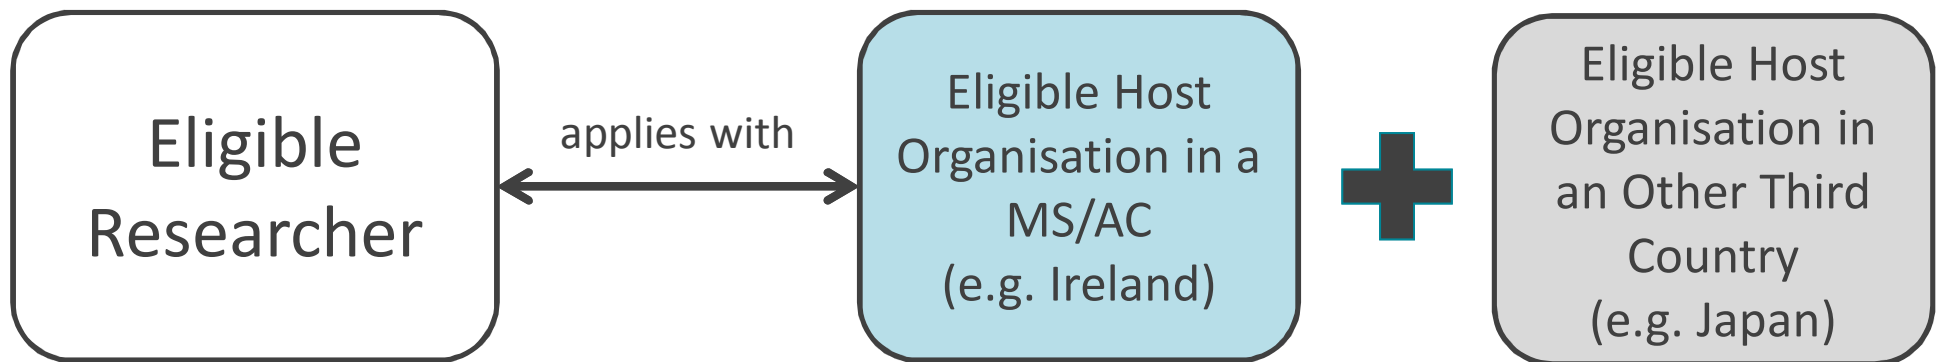 Eligible
Researcher
applies with
Eligible Host
Organisation in a
MS/AC
(e.g. Ireland)
Eligible Host
Organisation in
an Other Third
Country
(e.g. Japan)